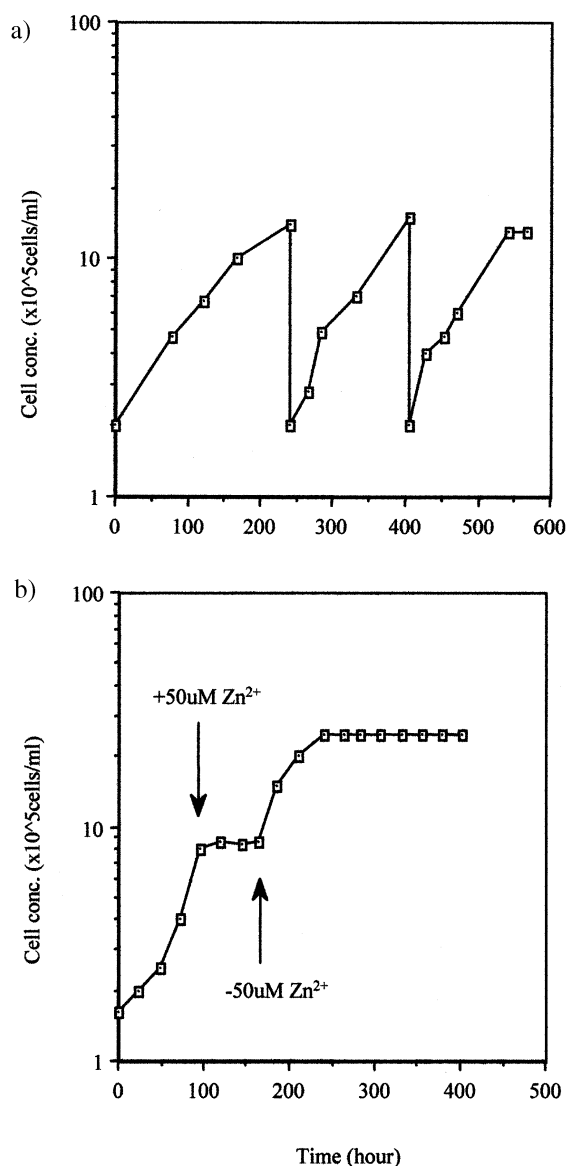 a)
100
10
1
Cell conc. (x10^5cells/ml)
0 100 200 300 400 500 600
b)
100
+50uM Zn²⁺
10
Cell conc. (x10^5cells/ml)
-50uM Zn²⁺
1
0 100 200 300 400 500
Time (hour)